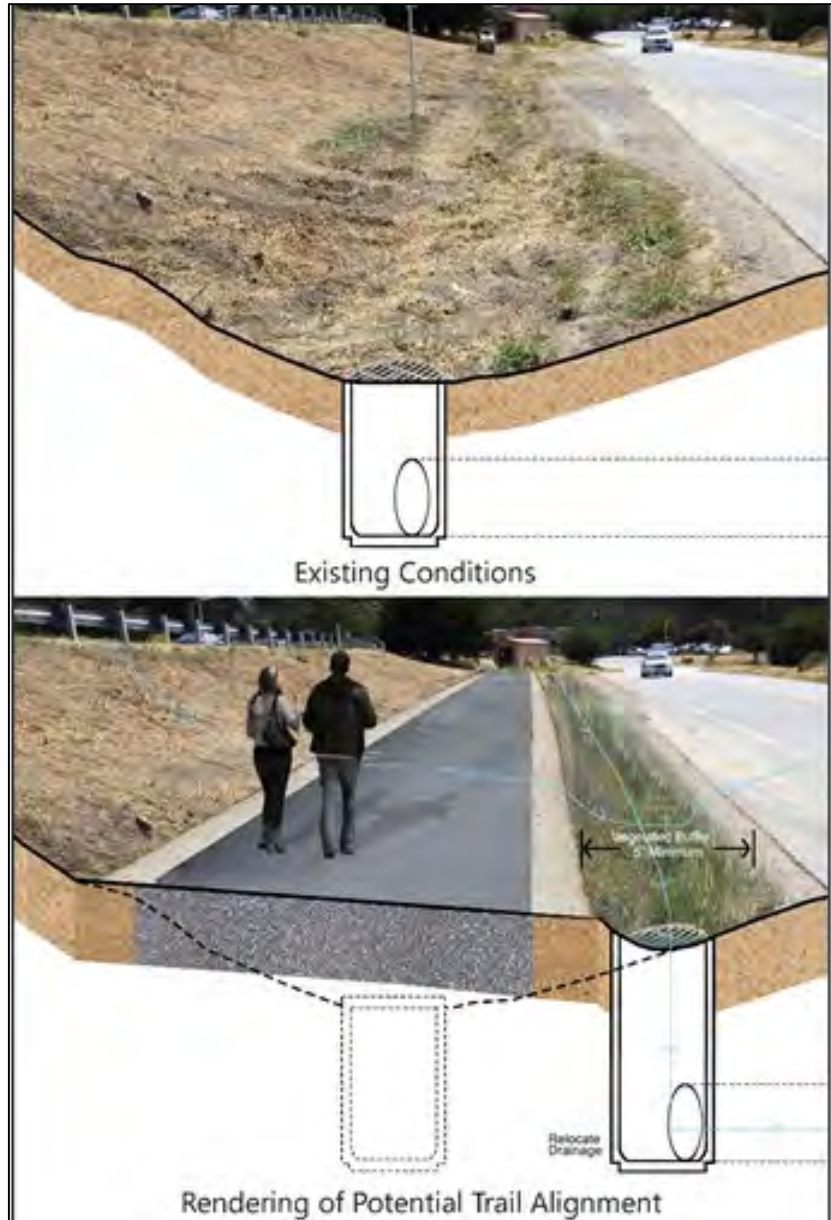 Existing Conditions
Vegetated Buffer
5' Minimum
Relocate
Drainage
Rendering of Potential Trail Alignment